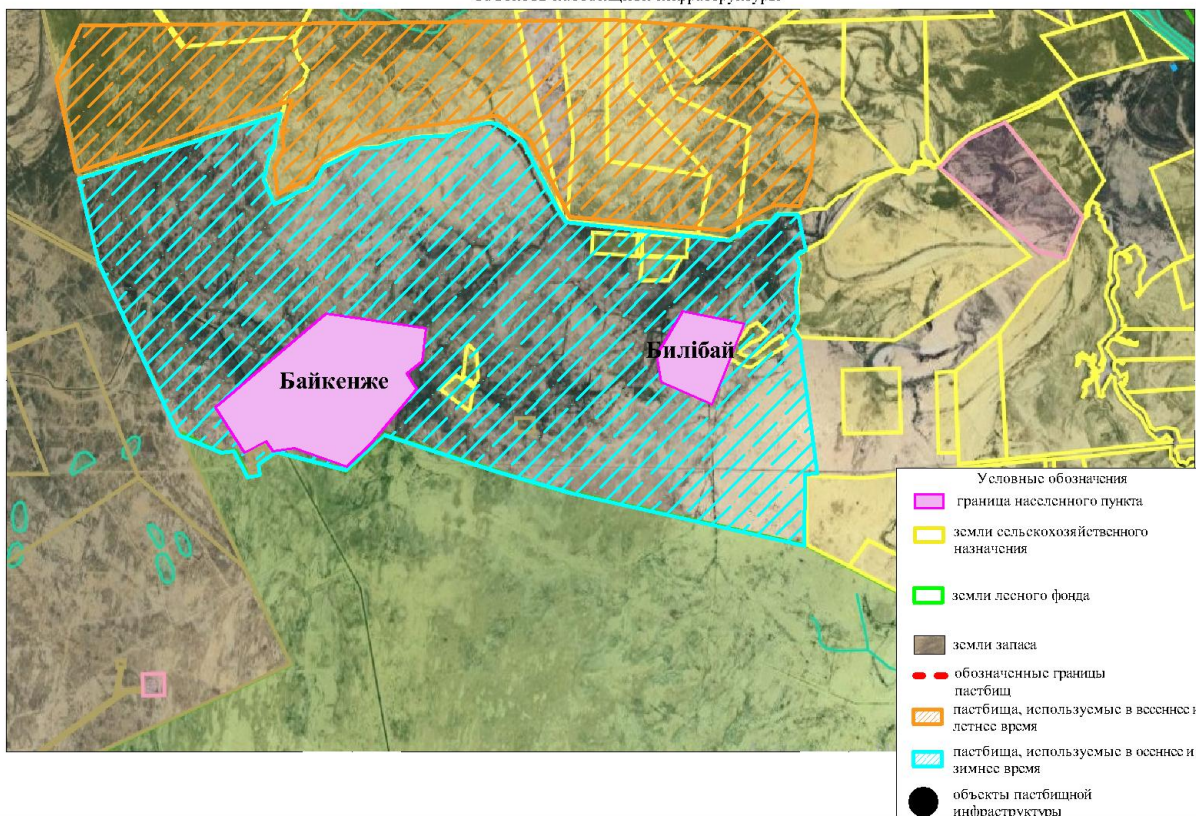 Байкенже
Билібай
Условные обозначения
граница населенного пункта
земли сельскохозяйственного
назначения
земли лесного фонда
земли запаса
обозначенные границы
пастбищ
пастбища, используемые в весеннее и
летнее время
пастбища, используемые в осеннее и
зимнее время
объекты пастбищной
инфраструктуры